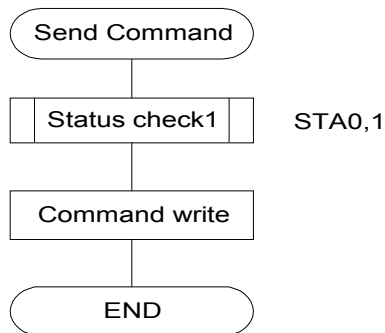 Send Command
Status check1
STA0,1
Command write
END